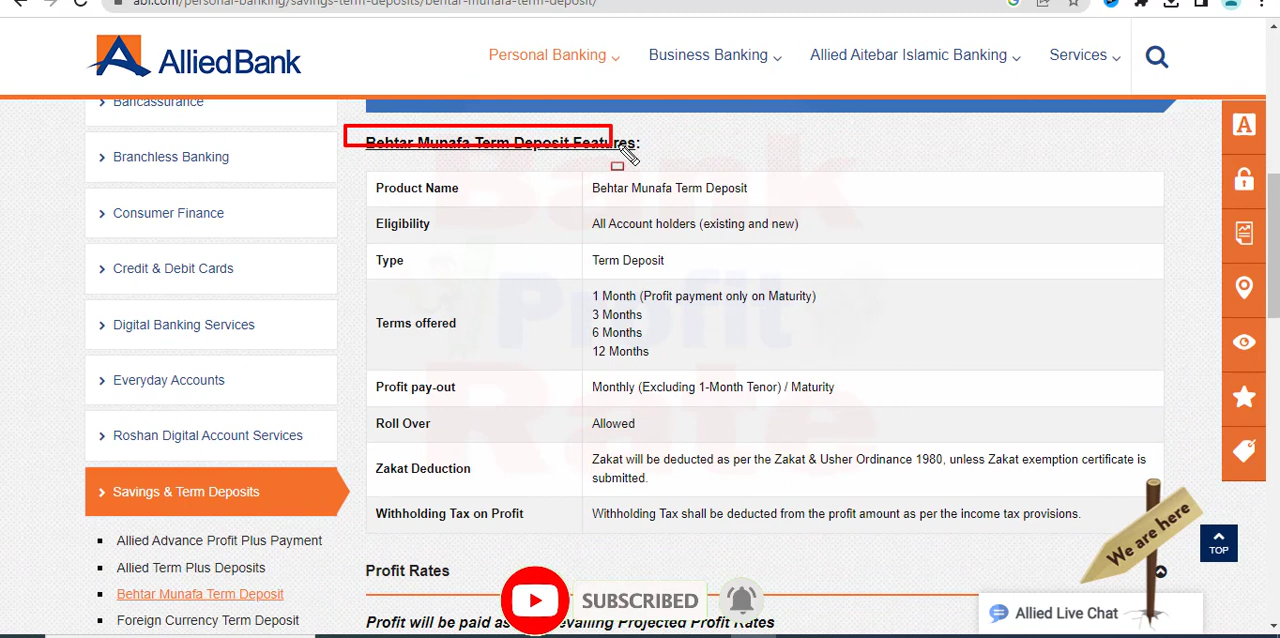 abl.com/personal-banking/savings-term-deposits/behtar-munafa-term-deposit/
Allied Bank
Personal Banking
Business Banking
Allied Aitebar Islamic Banking
Services
Bancassurance
Branchless Banking
Consumer Finance
Credit & Debit Cards
Digital Banking Services
Everyday Accounts
Roshan Digital Account Services
Savings & Term Deposits
Allied Advance Profit Plus Payment
Allied Term Plus Deposits
Behtar Munafa Term Deposit
Foreign Currency Term Deposit
Behtar Munafa Term Deposit Features:
Product Name Behtar Munafa Term Deposit
Eligibility All Account holders (existing and new)
Type Term Deposit
Terms offered
1 Month (Profit payment only on Maturity)
3 Months
6 Months
12 Months
Profit pay-out Monthly (Excluding 1-Month Tenor) / Maturity
Roll Over Allowed
Zakat Deduction
Zakat will be deducted as per the Zakat & Usher Ordinance 1980, unless Zakat exemption certificate is
submitted.
Withholding Tax on Profit Withholding Tax shall be deducted from the profit amount as per the income tax provisions.
Bank
Profit
Rate
Profit Rates
Profit will be paid as evailing Projected Profit Rates
SUBSCRIBED
We are here
A
TOP
Allied Live Chat